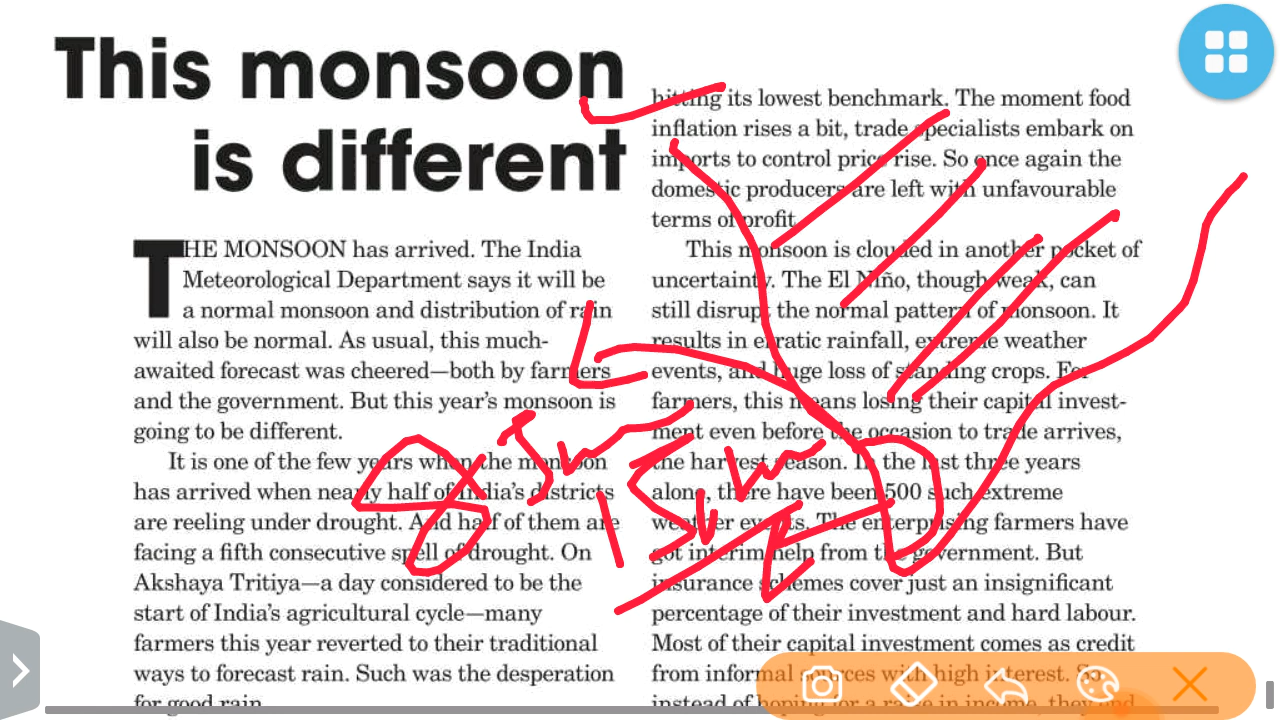 This monsoon
is different
THE MONSOON has arrived. The India
Meteorological Department says it will be
a normal monsoon and distribution of rain
will also be normal. As usual, this much-
awaited forecast was cheered—both by farmers
and the government. But this year's monsoon is
going to be different.
It is one of the few years when the monsoon
has arrived when nearly half of India's districts
are reeling under drought. And half of them are
facing a fifth consecutive spell of drought. On
Akshaya Tritiya—a day considered to be the
start of India's agricultural cycle—many
farmers this year reverted to their traditional
ways to forecast rain. Such was the desperation
for good rain.
hitting its lowest benchmark. The moment food
inflation rises a bit, trade specialists embark on
imports to control price rise. So once again the
domestic producers are left with unfavourable
terms of profit.
This monsoon is clouded in another pocket of
uncertainty. The El Niño, though weak, can
still disrupt the normal pattern of monsoon. It
results in erratic rainfall, extreme weather
events, and huge loss of standing crops. For
farmers, this means losing their capital invest-
ment even before the occasion to trade arrives,
the harvest season. In the last three years
alone, there have been 500 such extreme
weather events. The enterprising farmers have
got interim help from the government. But
insurance schemes cover just an insignificant
percentage of their investment and hard labour.
Most of their capital investment comes as credit
from informal sources with high interest. So
instead of hoping for a raise in income, they end